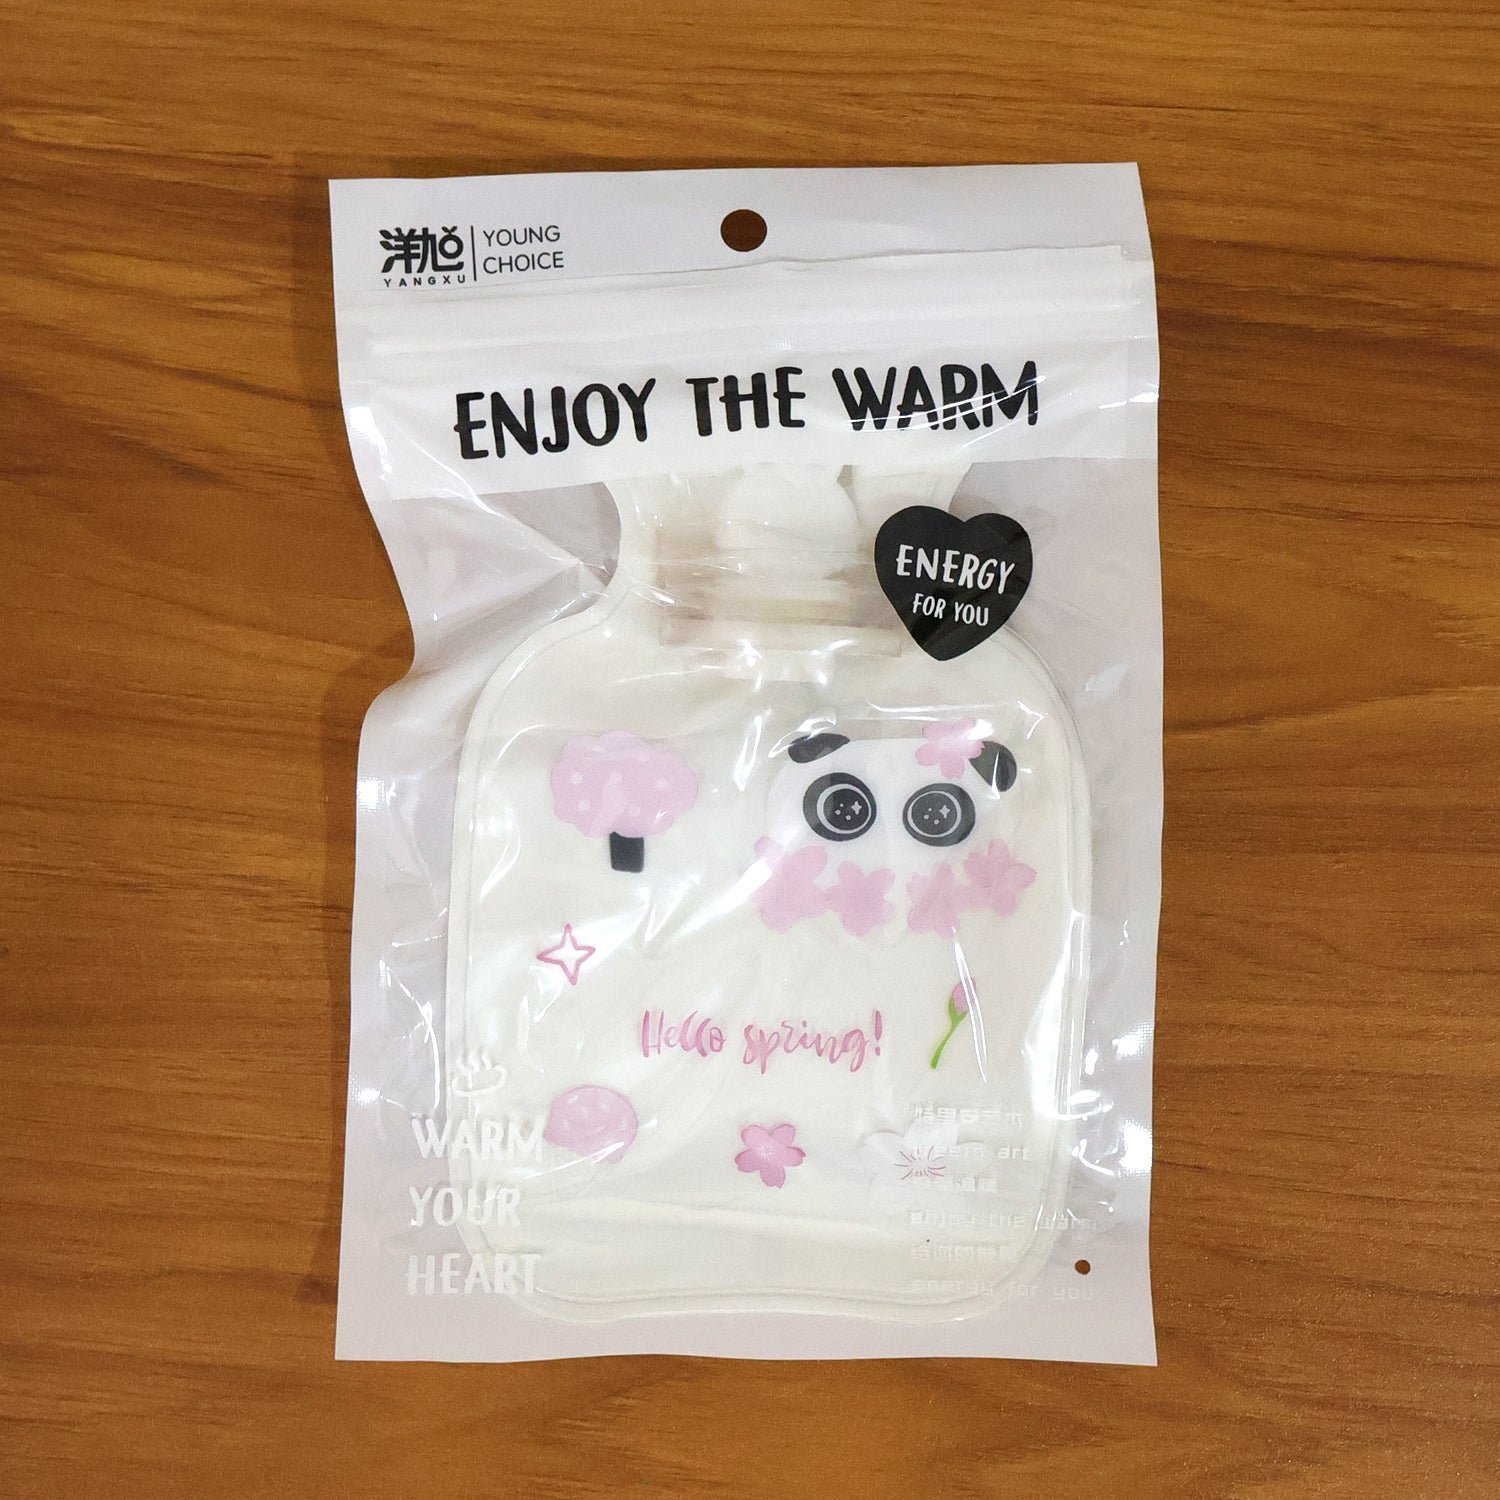 洋旭
YANGXU
YOUNG
CHOICE
ENJOY THE WARM
ENERGY
FOR YOU
Hello spring!
WARM
YOUR
HEART
art
enjoy the warm
energy for you